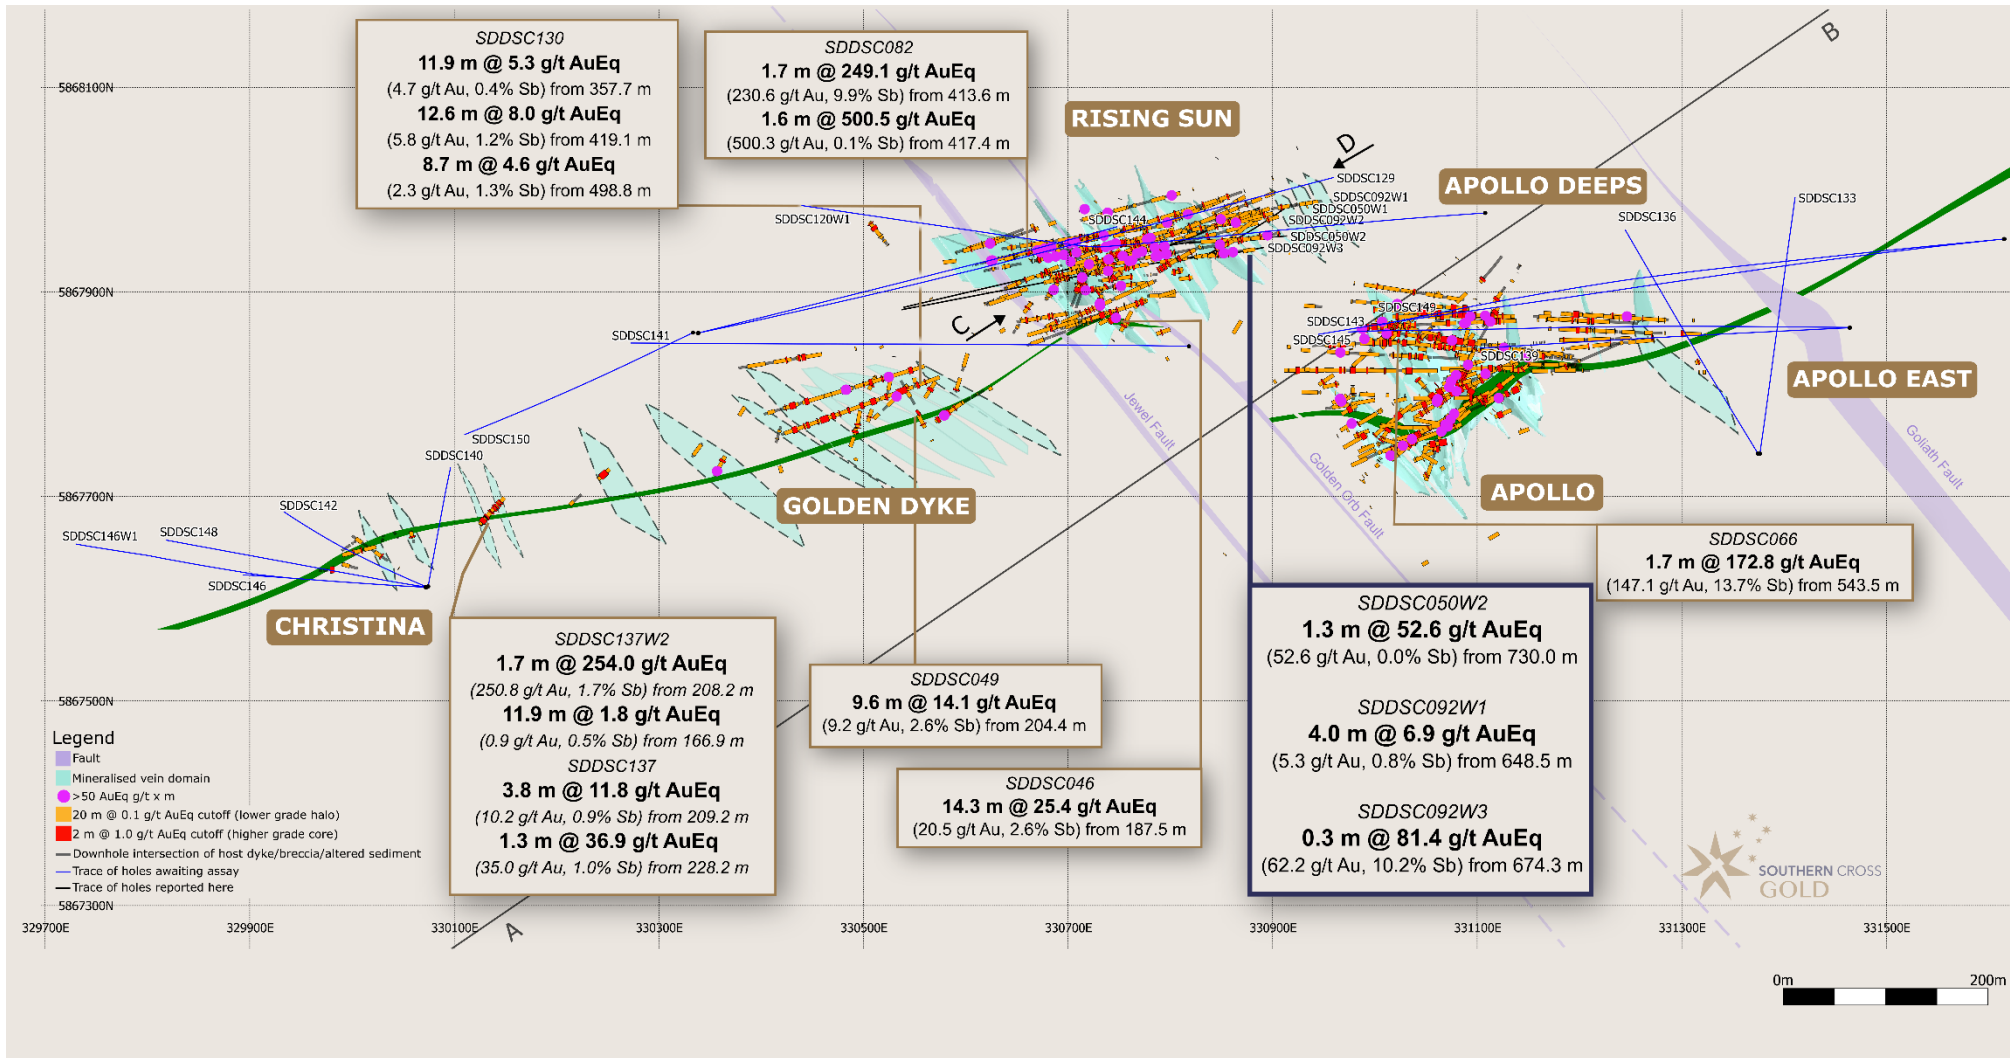 SDDSC130
11.9 m @ 5.3 g/t AuEq
(4.7 g/t Au, 0.4% Sb) from 357.7 m
12.6 m @ 8.0 g/t AuEq
(5.8 g/t Au, 1.2% Sb) from 419.1 m
8.7 m @ 4.6 g/t AuEq
(2.3 g/t Au, 1.3% Sb) from 498.8 m
SDDSC082
1.7 m @ 249.1 g/t AuEq
(230.6 g/t Au, 9.9% Sb) from 413.6 m
1.6 m @ 500.5 g/t AuEq
(500.3 g/t Au, 0.1% Sb) from 417.4 m
B
5868100N
RISING SUN
D
SDDSC129
APOLLO DEEPS
SDDSC092W1
SDDSC133
SDDSC050W1
SDDSC120W1
SDDSC144
SDDSC092W2
SDDSC136
SDDSC050W2
SDDSC092W3
5867900N
C
SDDSC149
SDDSC141
SDDSC143
SDDSC145
SDDSC139
APOLLO EAST
Jewel Fault
Golden Orb Fault
Goliath Fault
SDDSC150
SDDSC140
5867700N
GOLDEN DYKE
APOLLO
SDDSC142
SDDSC146W1
SDDSC148
SDDSC146
CHRISTINA
SDDSC066
1.7 m @ 172.8 g/t AuEq
(147.1 g/t Au, 13.7% Sb) from 543.5 m
SDDSC137W2
1.7 m @ 254.0 g/t AuEq
(250.8 g/t Au, 1.7% Sb) from 208.2 m
11.9 m @ 1.8 g/t AuEq
(0.9 g/t Au, 0.5% Sb) from 166.9 m
SDDSC137
3.8 m @ 11.8 g/t AuEq
(10.2 g/t Au, 0.9% Sb) from 209.2 m
1.3 m @ 36.9 g/t AuEq
(35.0 g/t Au, 1.0% Sb) from 228.2 m
SDDSC049
9.6 m @ 14.1 g/t AuEq
(9.2 g/t Au, 2.6% Sb) from 204.4 m
SDDSC046
14.3 m @ 25.4 g/t AuEq
(20.5 g/t Au, 2.6% Sb) from 187.5 m
SDDSC050W2
1.3 m @ 52.6 g/t AuEq
(52.6 g/t Au, 0.0% Sb) from 730.0 m
SDDSC092W1
4.0 m @ 6.9 g/t AuEq
(5.3 g/t Au, 0.8% Sb) from 648.5 m
SDDSC092W3
0.3 m @ 81.4 g/t AuEq
(62.2 g/t Au, 10.2% Sb) from 674.3 m
5867500N
Legend
Fault
Mineralised vein domain
>50 AuEq g/t x m
20 m @ 0.1 g/t AuEq cutoff (lower grade halo)
2 m @ 1.0 g/t AuEq cutoff (higher grade core)
Downhole intersection of host dyke/breccia/altered sediment
Trace of holes awaiting assay
Trace of holes reported here
SOUTHERN CROSS
GOLD
5867300N
A
329700E
329900E
330100E
330300E
330500E
330700E
330900E
331100E
331300E
331500E
0m
200m